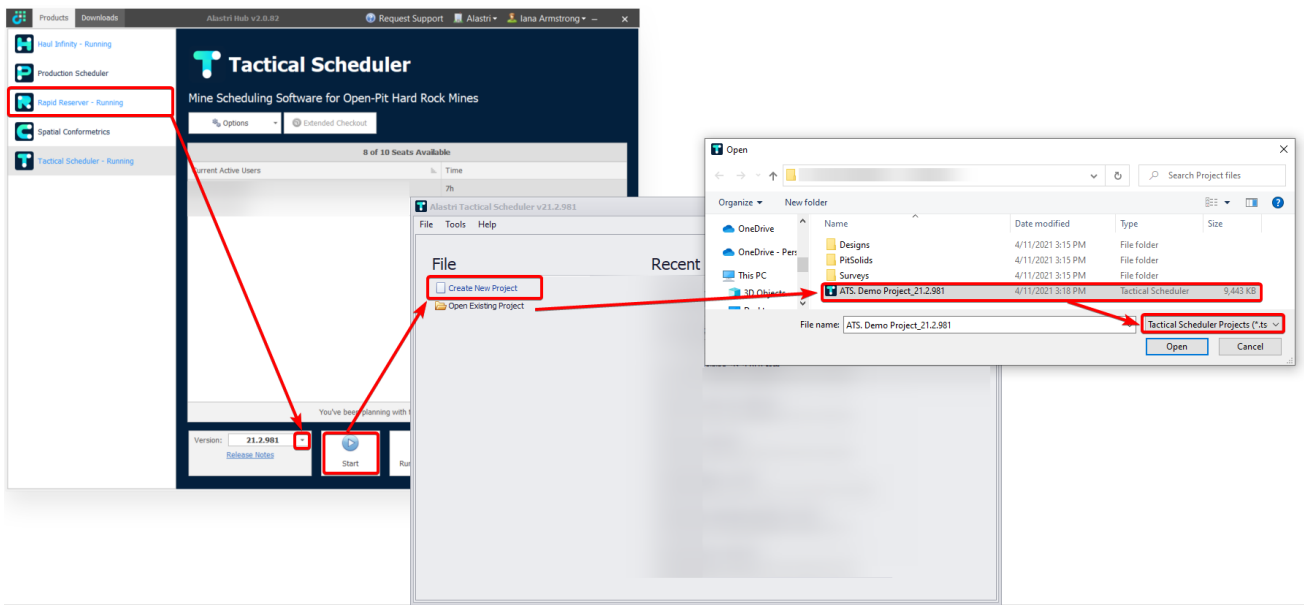 Products Downloads Alastri Hub v2.0.82 Request Support Alastri Iana Armstrong
Haul Infinity - Running
Production Scheduler
Rapid Reserver - Running
Spatial Conformetrics
Tactical Scheduler - Running
Tactical Scheduler
Mine Scheduling Software for Open-Pit Hard Rock Mines
Options Extended Checkout
8 of 10 Seats Available
Current Active Users Time
7h
You've been planning with
Version: 21.2.981
Release Notes
Start
Alastri Tactical Scheduler v21.2.981
File Tools Help
File Recent
Create New Project
Open Existing Project
Open
Search Project files
Organize New folder
Name Date modified Type Size
OneDrive
OneDrive - Pers
This PC
3D Objects
Designs 4/11/2021 3:15 PM File folder
PitSolids 4/11/2021 3:15 PM File folder
Surveys 4/11/2021 3:15 PM File folder
ATS. Demo Project_21.2.981 4/11/2021 3:18 PM Tactical Scheduler 9,443 KB
File name: ATS. Demo Project_21.2.981 Tactical Scheduler Projects (*.ts
Open Cancel